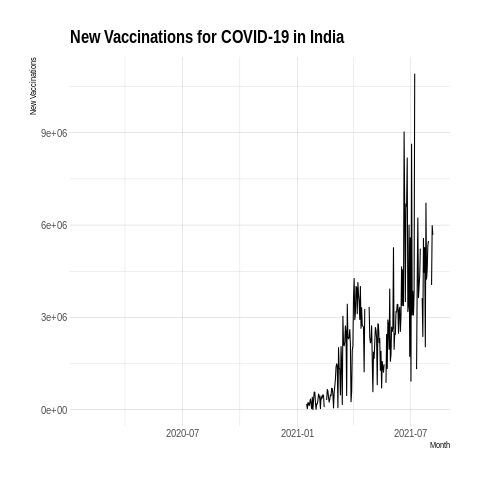 New Vaccinations for COVID-19 in India
New Vaccinations
9e+06
6e+06
3e+06
0e+00
2020-07
2021-01
2021-07
Month